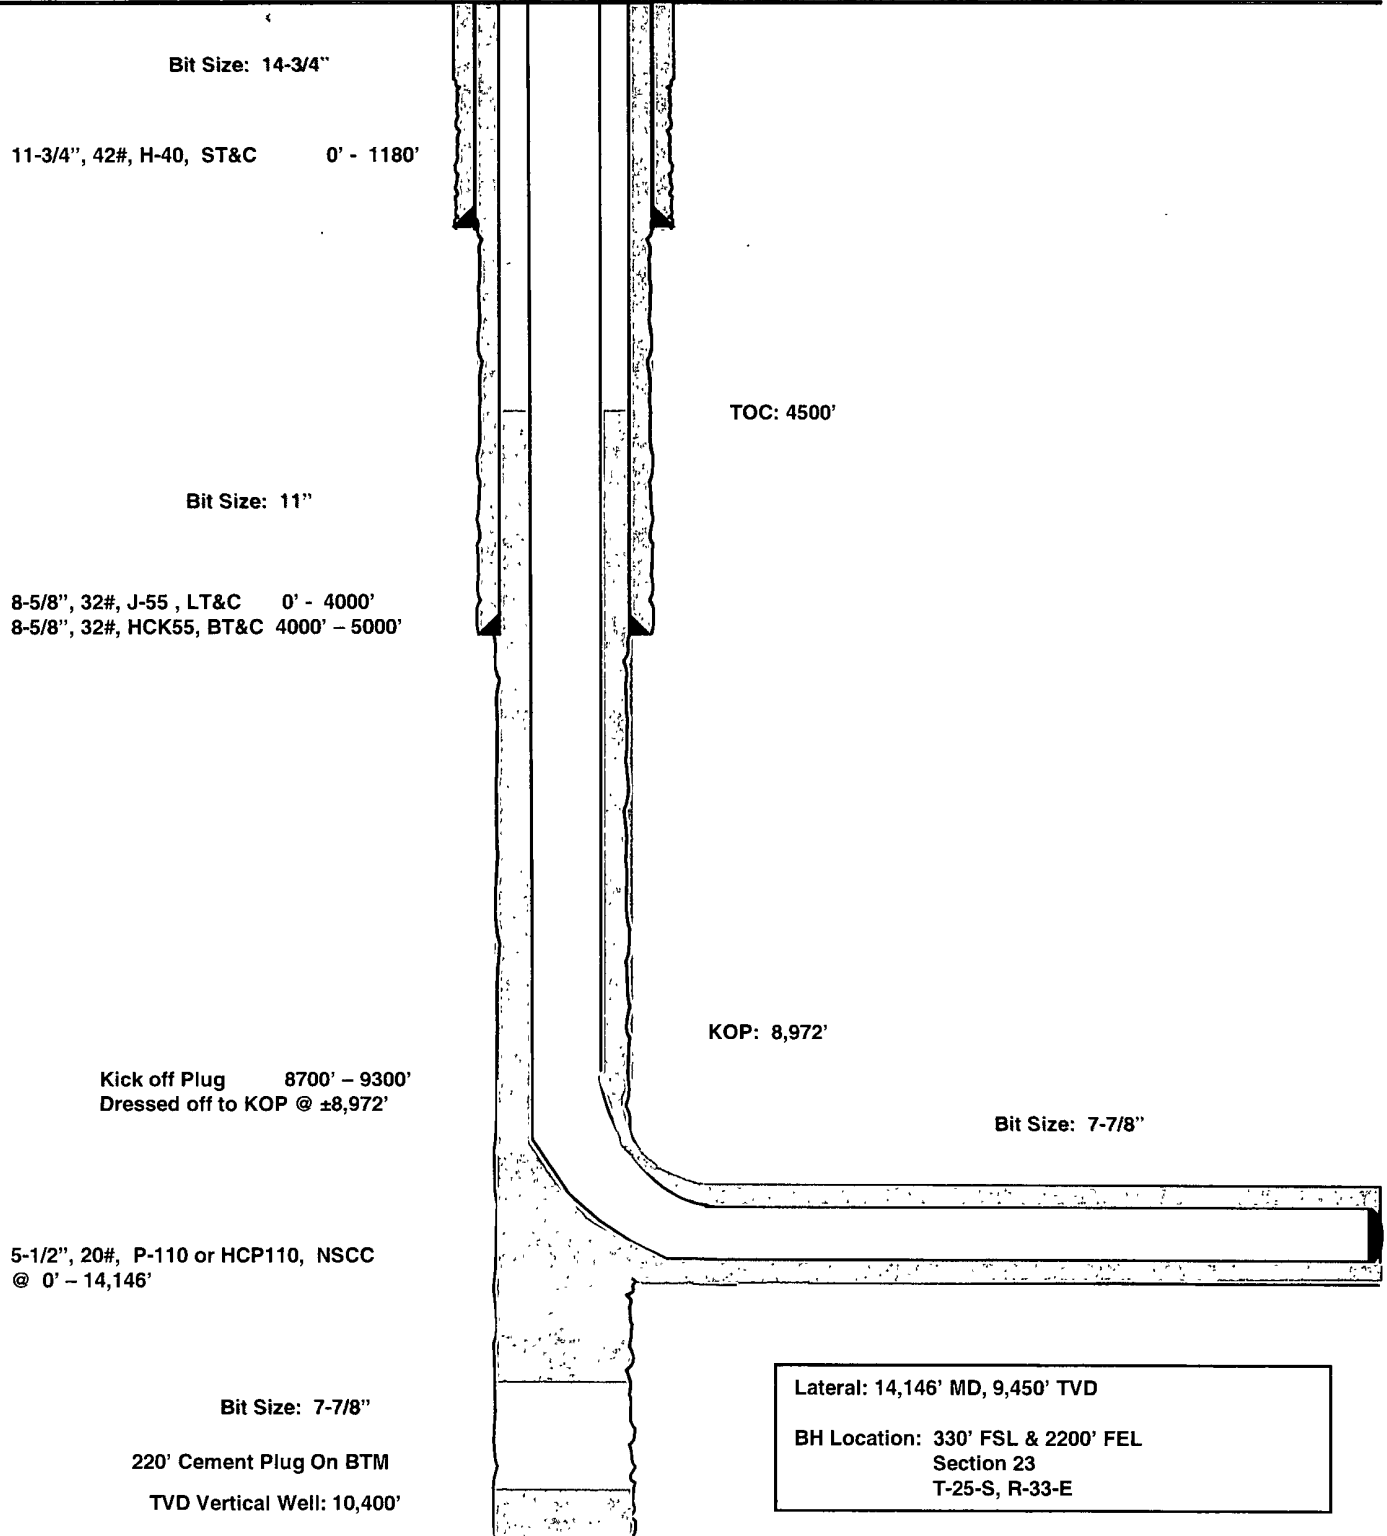 Bit Size: 14-3/4”
11-3/4”, 42#, H-40, ST&C 0’ - 1180’
TOC: 4500’
Bit Size: 11”
8-5/8”, 32#, J-55 , LT&C 0’ - 4000’
8-5/8”, 32#, HCK55, BT&C 4000’ – 5000’
KOP: 8,972’
Kick off Plug 8700’ – 9300’
Dressed off to KOP @ ±8,972’
Bit Size: 7-7/8”
5-1/2”, 20#, P-110 or HCP110, NSCC
@ 0’ – 14,146’
Lateral: 14,146’ MD, 9,450’ TVD
BH Location: 330’ FSL & 2200’ FEL
Section 23
T-25-S, R-33-E
Bit Size: 7-7/8”
220’ Cement Plug On BTM
TVD Vertical Well: 10,400’